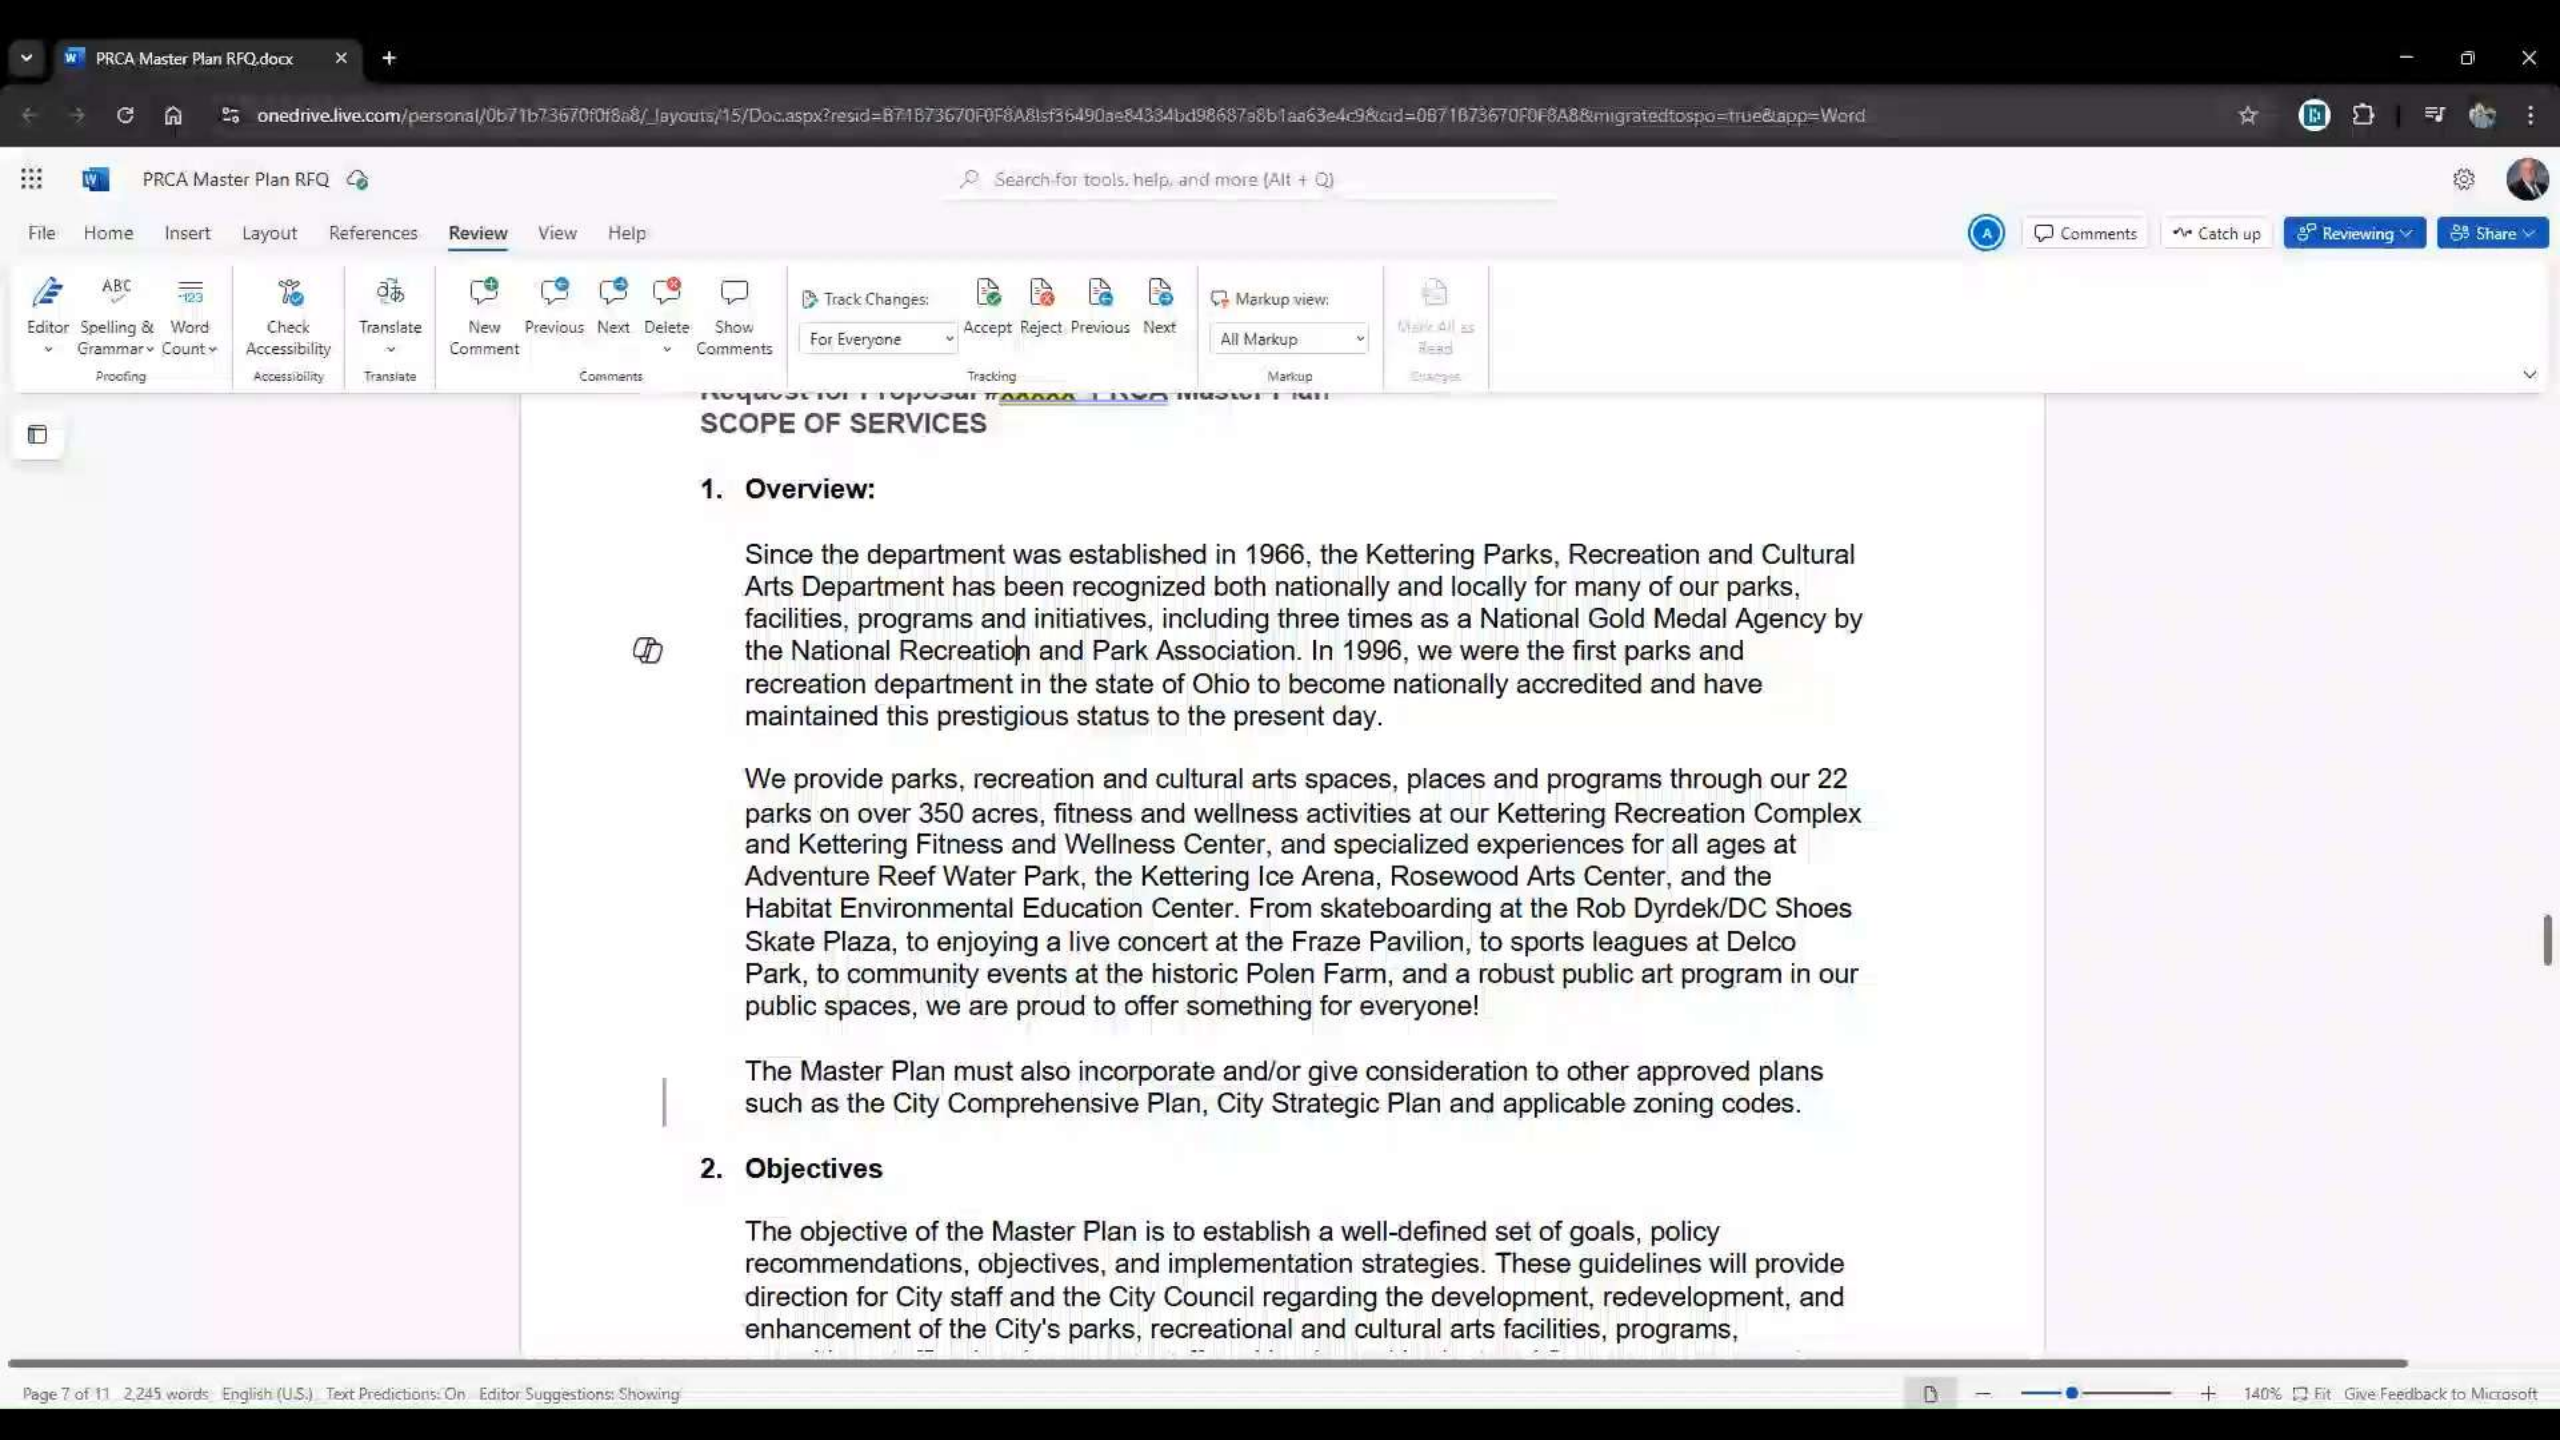 PRCA Master Plan RFQ.docx
onedrive.live.com/personal/0b71b73670f0f8a8/_layouts/15/Doc.aspx?resid=B71B73670F0F8A8!sf36490ae84334bd98687a8b1aa63e4c9&cid=0B71B73670F0F8A8&migratedtospo=true&app=Word
PRCA Master Plan RFQ
Search for tools, help, and more (Alt + Q)
File Home Insert Layout References Review View Help
A Comments Catch up Reviewing Share
Editor
ABC Spelling & Grammar
123 Word Count
Proofing
Check Accessibility
Accessibility
Translate
Translate
New Comment
Previous
Next
Delete
Show Comments
Comments
Track Changes:
For Everyone
Accept Reject Previous Next
Tracking
Markup view:
All Markup
Markup
Mark All as Read
Changes
Request for Proposal #xxxxx PRCA Master Plan
SCOPE OF SERVICES
1. Overview:
Since the department was established in 1966, the Kettering Parks, Recreation and Cultural
Arts Department has been recognized both nationally and locally for many of our parks,
facilities, programs and initiatives, including three times as a National Gold Medal Agency by
the National Recreation and Park Association. In 1996, we were the first parks and
recreation department in the state of Ohio to become nationally accredited and have
maintained this prestigious status to the present day.
We provide parks, recreation and cultural arts spaces, places and programs through our 22
parks on over 350 acres, fitness and wellness activities at our Kettering Recreation Complex
and Kettering Fitness and Wellness Center, and specialized experiences for all ages at
Adventure Reef Water Park, the Kettering Ice Arena, Rosewood Arts Center, and the
Habitat Environmental Education Center. From skateboarding at the Rob Dyrdek/DC Shoes
Skate Plaza, to enjoying a live concert at the Fraze Pavilion, to sports leagues at Delco
Park, to community events at the historic Polen Farm, and a robust public art program in our
public spaces, we are proud to offer something for everyone!
The Master Plan must also incorporate and/or give consideration to other approved plans
such as the City Comprehensive Plan, City Strategic Plan and applicable zoning codes.
2. Objectives
The objective of the Master Plan is to establish a well-defined set of goals, policy
recommendations, objectives, and implementation strategies. These guidelines will provide
direction for City staff and the City Council regarding the development, redevelopment, and
enhancement of the City's parks, recreational and cultural arts facilities, programs,
Page 7 of 11 2,245 words English (U.S.) Text Predictions: On Editor Suggestions: Showing
140% Fit Give Feedback to Microsoft